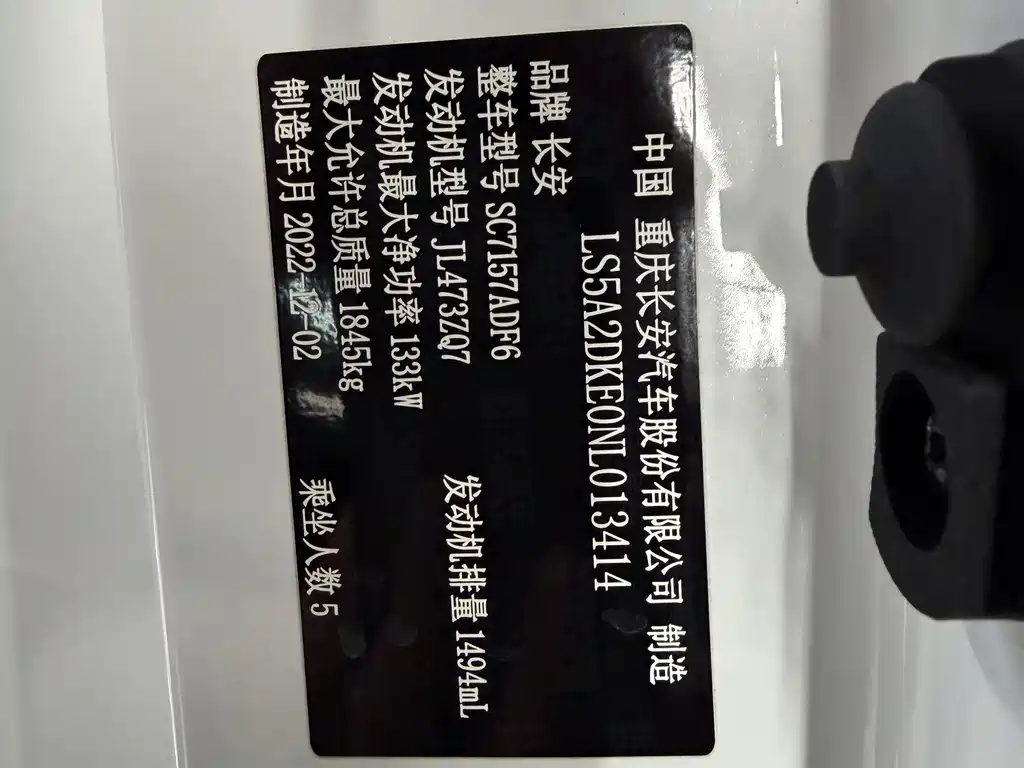 中国 重庆长安汽车股份有限公司 制造
LS5A2DKE0NL013414
品牌 长安
整车型号 SC7157ADF6
发动机型号 JL473ZQ7 发动机排量 1494mL
发动机最大净功率 133kW
最大允许总质量 1845kg
制造年月 2022-12-02 乘坐人数 5